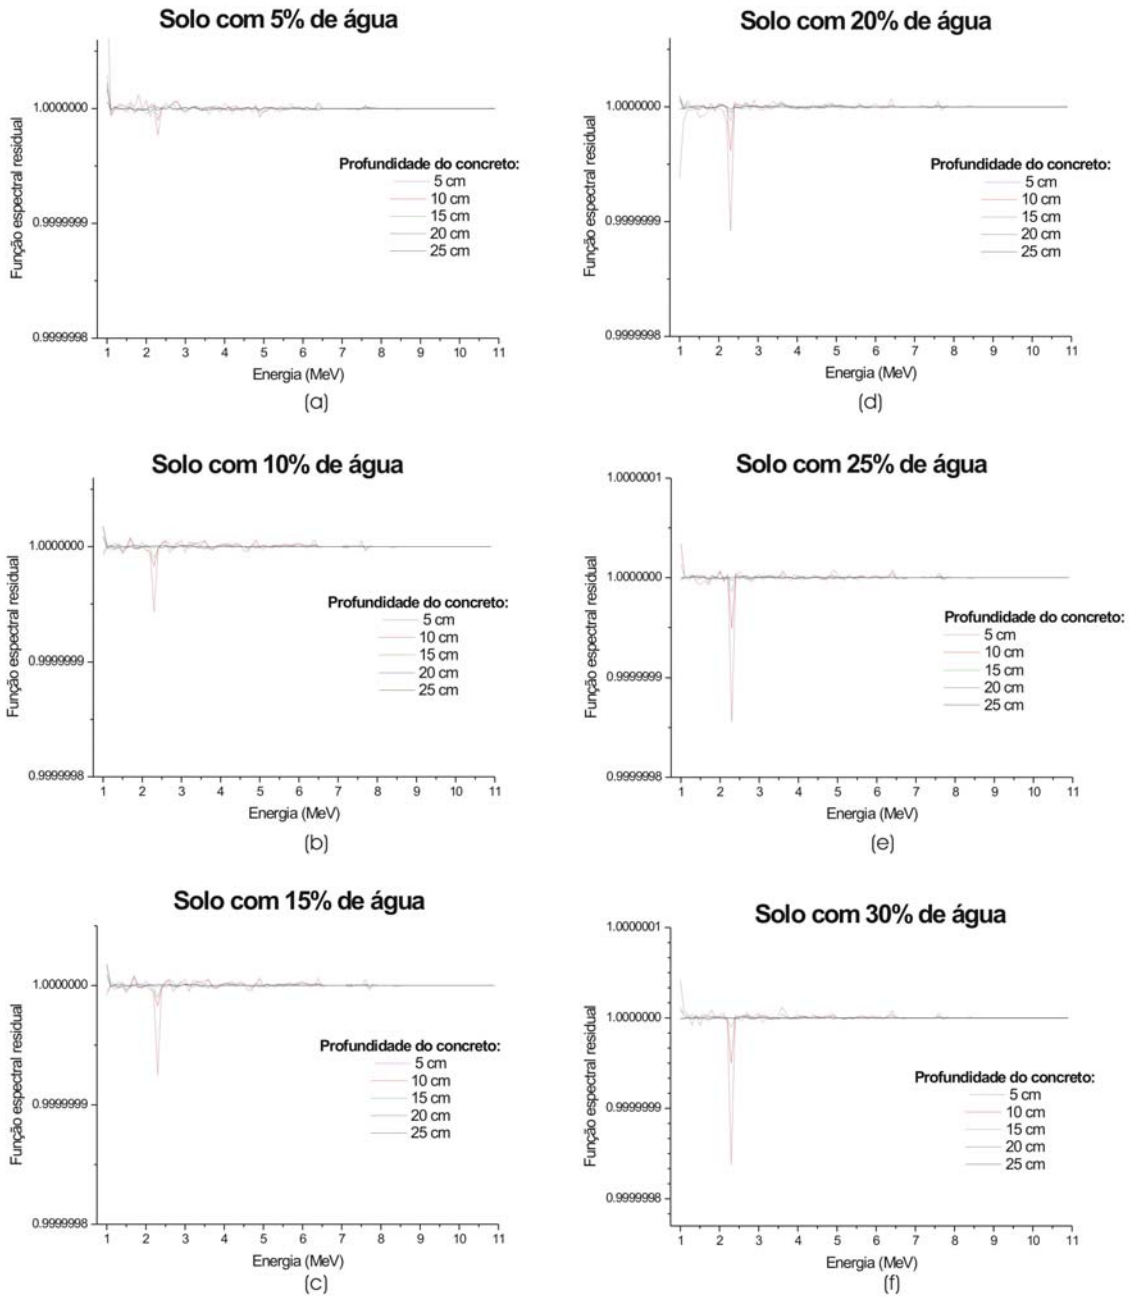 Solo com 5% de água
Função espectral residual
1.0000000
0.9999999
0.9999998
Profundidade do concreto:
5 cm
10 cm
15 cm
20 cm
25 cm
1 2 3 4 5 6 7 8 9 10 11
Energia (MeV)
(a)
Solo com 20% de água
Função espectral residual
1.0000000
0.9999999
0.9999998
Profundidade do concreto:
5 cm
10 cm
15 cm
20 cm
25 cm
1 2 3 4 5 6 7 8 9 10 11
Energia (MeV)
(d)
Solo com 10% de água
Função espectral residual
1.0000000
0.9999999
0.9999998
Profundidade do concreto:
5 cm
10 cm
15 cm
20 cm
25 cm
1 2 3 4 5 6 7 8 9 10 11
Energia (MeV)
(b)
Solo com 25% de água
Função espectral residual
1.0000001
1.0000000
0.9999999
0.9999998
Profundidade do concreto:
5 cm
10 cm
15 cm
20 cm
25 cm
1 2 3 4 5 6 7 8 9 10 11
Energia (MeV)
(e)
Solo com 15% de água
Função espectral residual
1.0000000
0.9999999
0.9999998
Profundidade do concreto:
5 cm
10 cm
15 cm
20 cm
25 cm
1 2 3 4 5 6 7 8 9 10 11
Energia (MeV)
(c)
Solo com 30% de água
Função espectral residual
1.0000001
1.0000000
0.9999999
0.9999998
Profundidade do concreto:
5 cm
10 cm
15 cm
20 cm
25 cm
1 2 3 4 5 6 7 8 9 10 11
Energia (MeV)
(f)